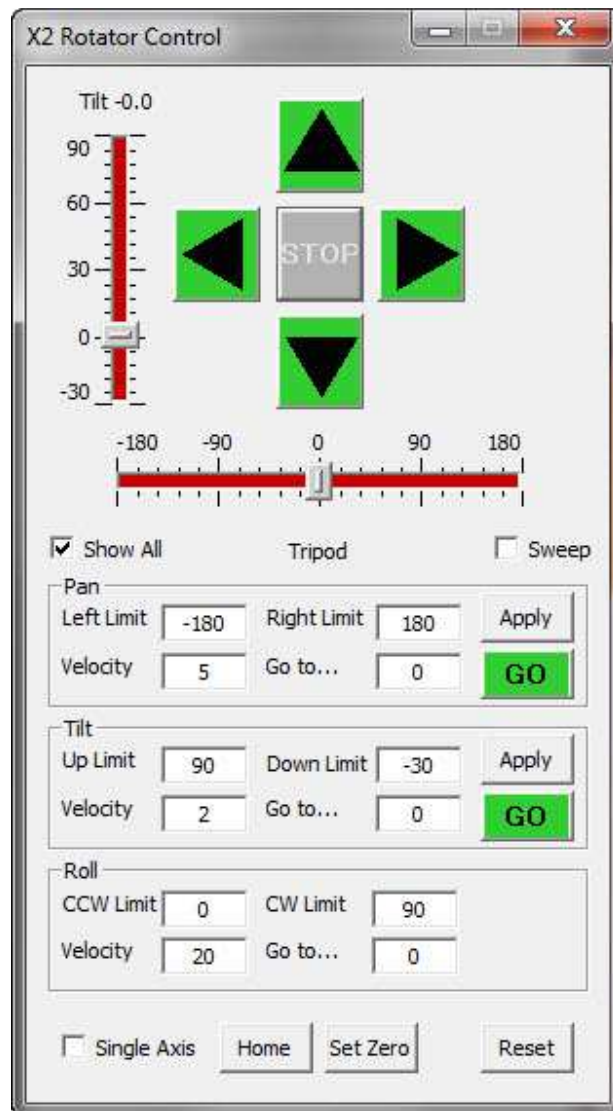 X2 Rotator Control
Tilt -0.0
90
60
30
0
-30
STOP
-180 -90 0 90 180
Show All Tripod Sweep
Pan
Left Limit -180 Right Limit 180 Apply
Velocity 5 Go to... 0 GO
Tilt
Up Limit 90 Down Limit -30 Apply
Velocity 2 Go to... 0 GO
Roll
CCW Limit 0 CW Limit 90
Velocity 20 Go to... 0
Single Axis Home Set Zero Reset